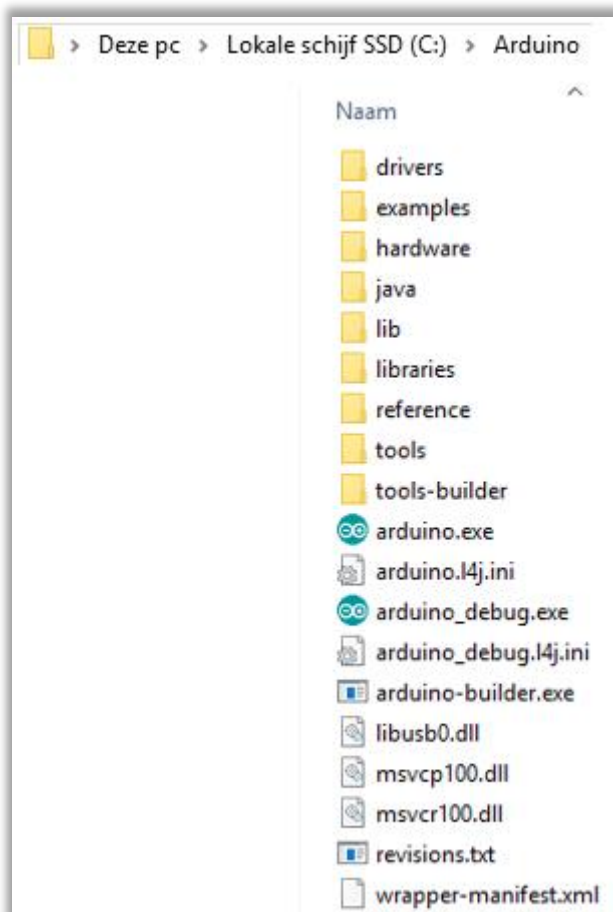 > Deze pc > Lokale schijf SSD (C:) > Arduino
Naam
drivers
examples
hardware
java
lib
libraries
reference
tools
tools-builder
arduino.exe
arduino.l4j.ini
arduino_debug.exe
arduino_debug.l4j.ini
arduino-builder.exe
libusb0.dll
msvcp100.dll
msvcr100.dll
revisions.txt
wrapper-manifest.xml